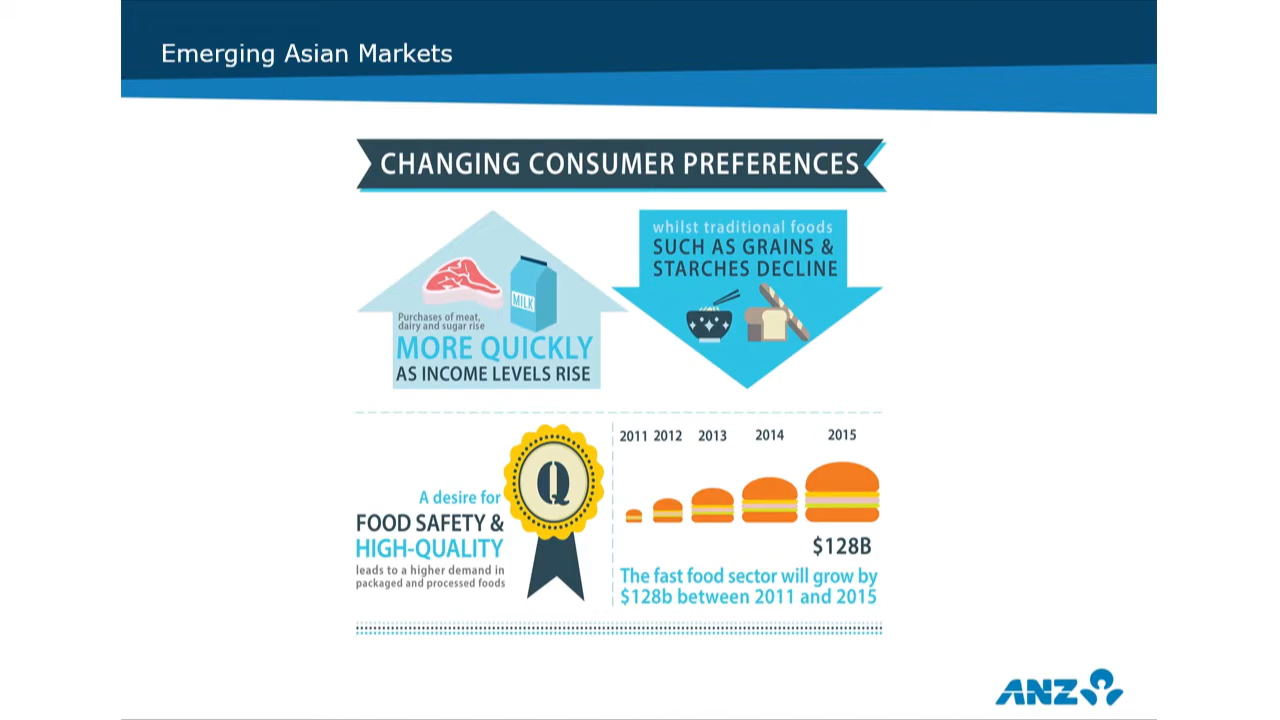 Emerging Asian Markets
CHANGING CONSUMER PREFERENCES
MILK
Purchases of meat,
dairy and sugar rise
MORE QUICKLY
AS INCOME LEVELS RISE
whilst traditional foods
SUCH AS GRAINS &
STARCHES DECLINE
A desire for
FOOD SAFETY &
HIGH-QUALITY
leads to a higher demand in
packaged and processed foods
Q
2011 2012 2013 2014 2015
$128B
The fast food sector will grow by
$128b between 2011 and 2015
ANZ